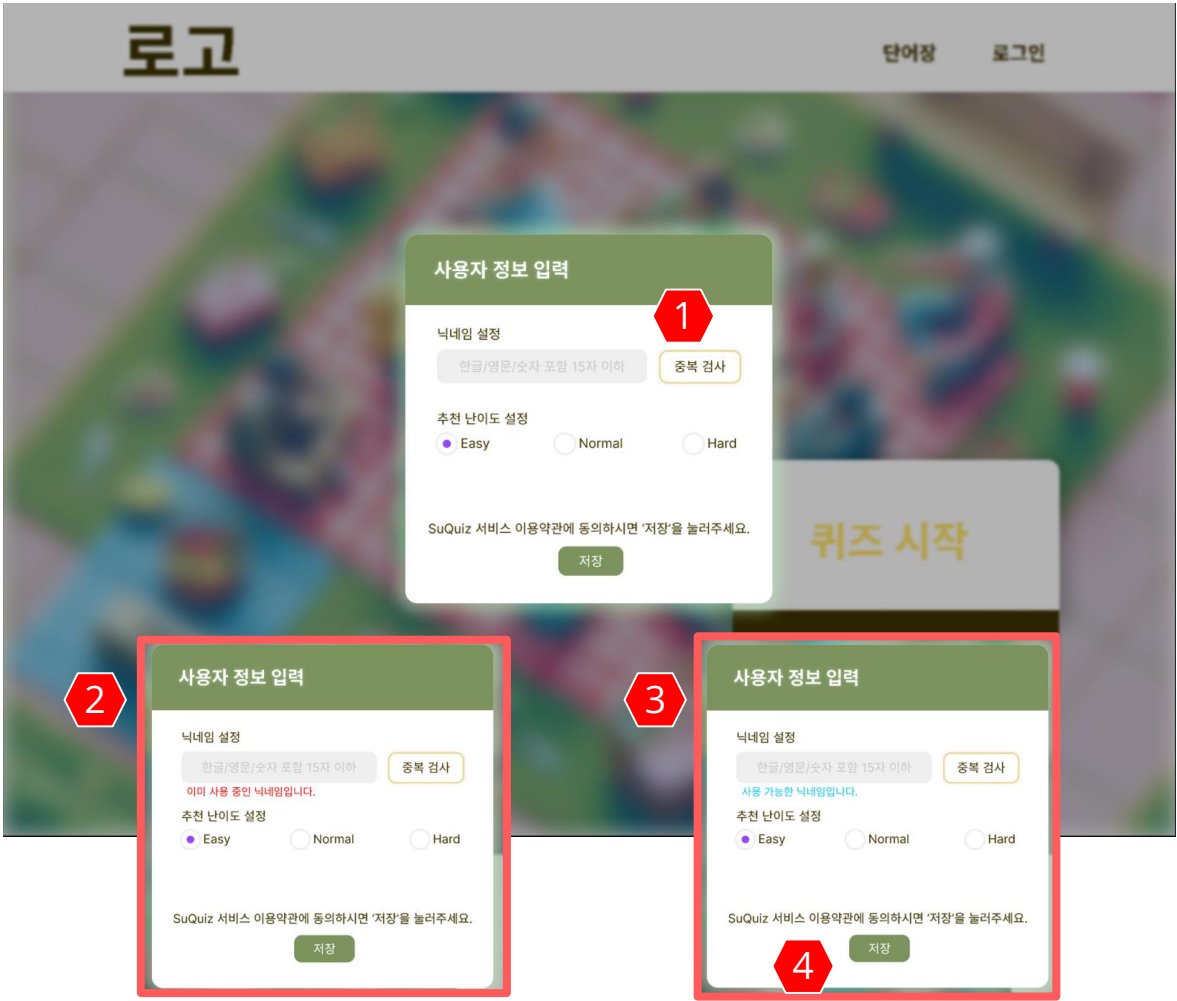 로고
단어장 로그인
사용자 정보 입력
1
닉네임 설정
한글/영문/숫자 포함 15자 이하 중복 검사
추천 난이도 설정
Easy Normal Hard
SuQuiz 서비스 이용약관에 동의하시면 '저장'을 눌러주세요.
저장
퀴즈 시작
2
사용자 정보 입력
닉네임 설정
한글/영문/숫자 포함 15자 이하 중복 검사
이미 사용 중인 닉네임입니다.
추천 난이도 설정
Easy Normal Hard
SuQuiz 서비스 이용약관에 동의하시면 '저장'을 눌러주세요.
저장
3
사용자 정보 입력
닉네임 설정
한글/영문/숫자 포함 15자 이하 중복 검사
사용 가능한 닉네임입니다.
추천 난이도 설정
Easy Normal Hard
SuQuiz 서비스 이용약관에 동의하시면 '저장'을 눌러주세요.
4 저장